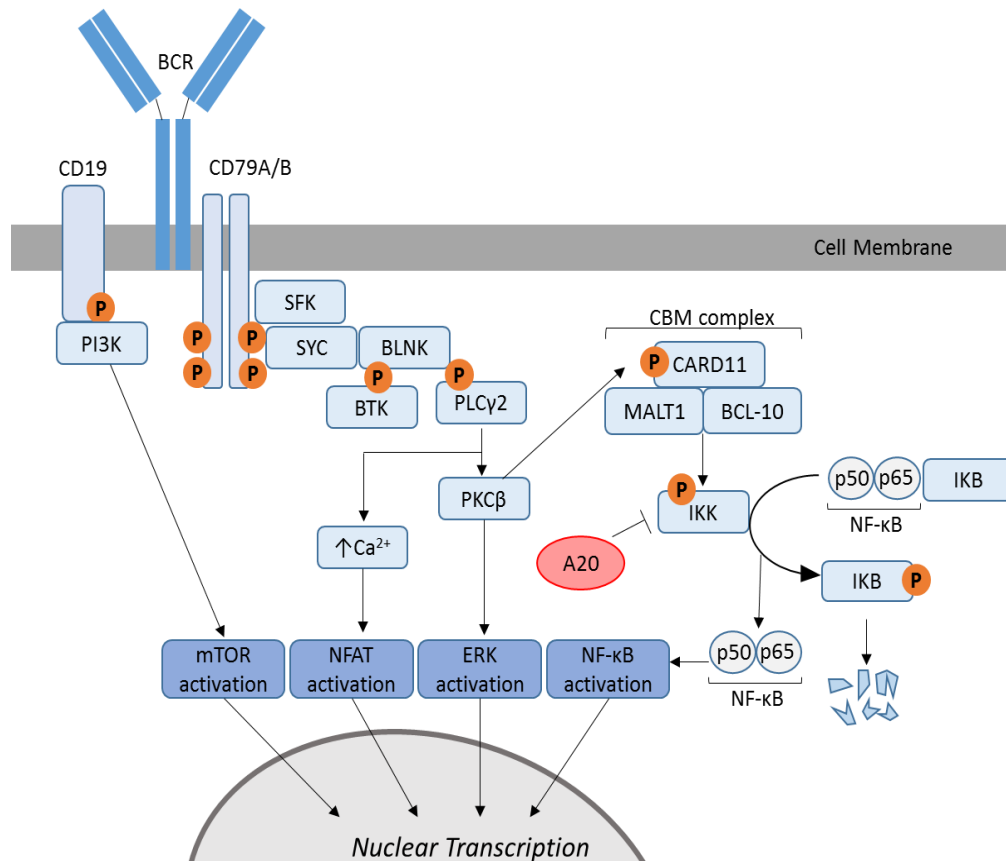 BCR
CD19
CD79A/B
Cell Membrane
P
PI3K
P
P
P
P
SFK
SYC
BLNK
P
P
BTK
PLCγ2
CBM complex
P
CARD11
MALT1
BCL-10
PKCβ
P
IKK
p50
p65
IKB
NF-κB
↑Ca²⁺
A20
IKB
P
mTOR
activation
NFAT
activation
ERK
activation
NF-κB
activation
p50
p65
NF-κB
Nuclear Transcription